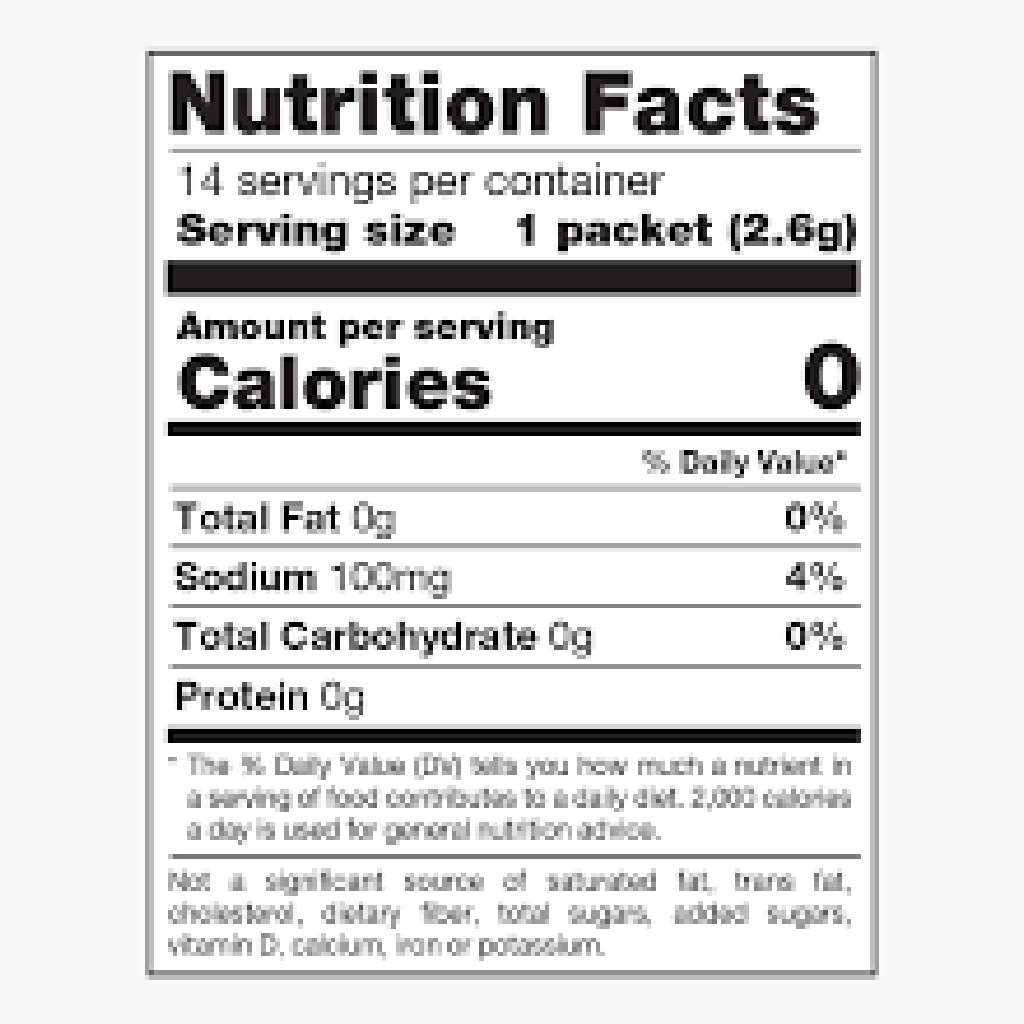 Nutrition Facts
14 servings per container
Serving size 1 packet (2.6g)
Amount per serving
Calories 0
% Daily Value*
Total Fat 0g 0%
Sodium 100mg 4%
Total Carbohydrate 0g 0%
Protein 0g
* The % Daily Value (DV) tells you how much a nutrient in
a serving of food contributes to a daily diet. 2,000 calories
a day is used for general nutrition advice.
Not a significant source of saturated fat, trans fat,
cholesterol, dietary fiber, total sugars, added sugars,
vitamin D, calcium, iron or potassium.